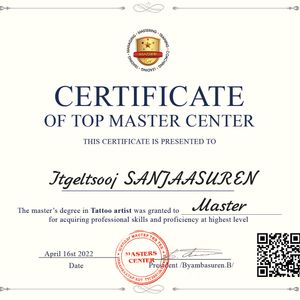 CERTIFICATE
OF TOP MASTER CENTER
THIS CERTIFICATE IS PRESENTED TO
Itgeltsooj SANJAASUREN
The master's degree in Tattoo artist was granted to Master
for acquiring professional skills and proficiency at highest level
April 16st 2022
Date
MASTERS CENTER
President /Byambasuren.B/